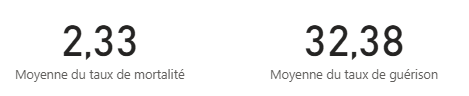 2,33 32,38
Moyenne du taux de mortalité Moyenne du taux de guérison